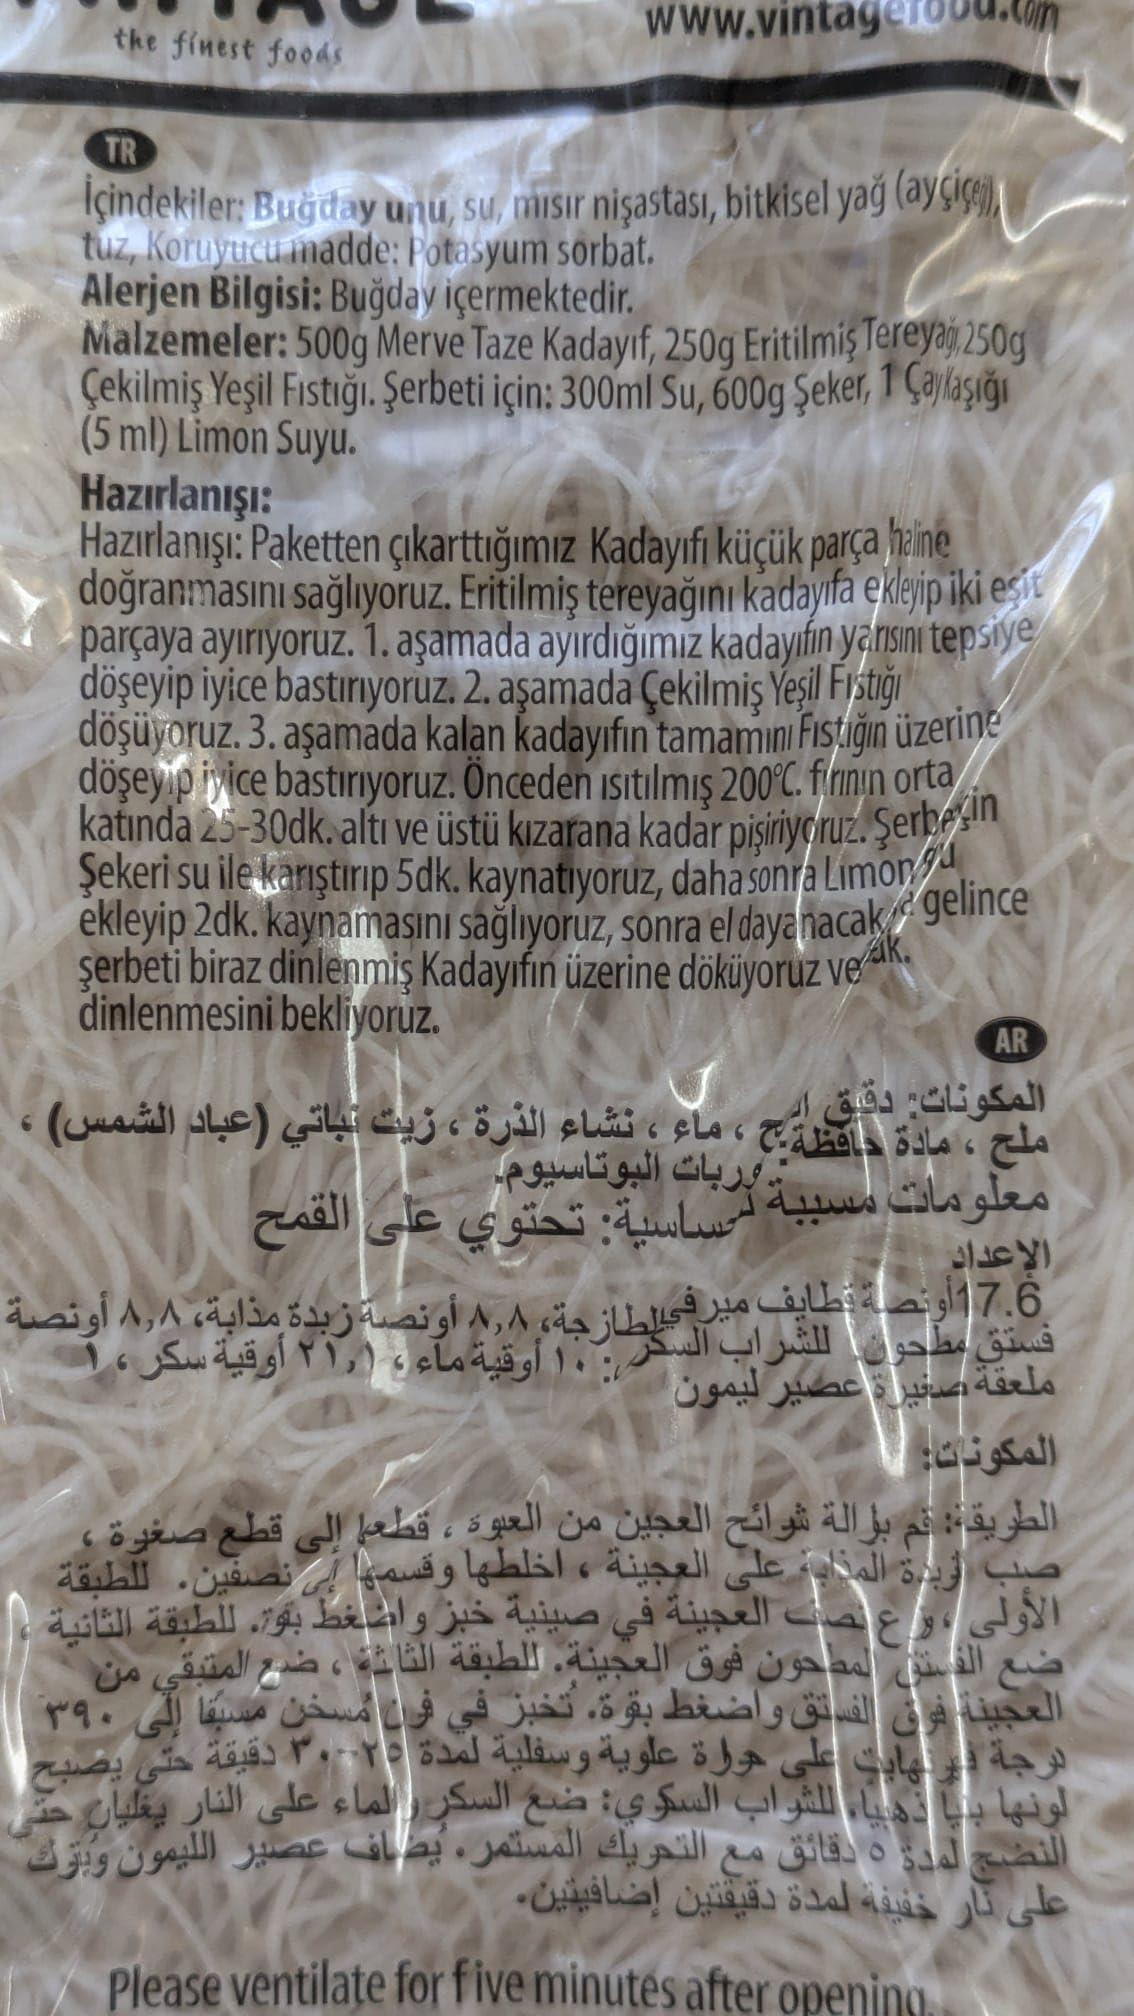 the finest foods
www.vintagefood.com
TR
İçindekiler: Buğday unu, su, mısır nişastası, bitkisel yağ (ayçiçeği),
tuz, Koruyucu madde: Potasyum sorbat.
Alerjen Bilgisi: Buğday içermektedir.
Malzemeler: 500g Merve Taze Kadayıf, 250g Eritilmiş Tereyağı, 250g
Çekilmiş Yeşil Fıstığı. Şerbeti için: 300ml Su, 600g Şeker, 1 Çay Kaşığı
(5 ml) Limon Suyu.
Hazırlanışı:
Hazırlanışı: Paketten çıkarttığımız Kadayıfı küçük parça haline
doğranmasını sağlıyoruz. Eritilmiş tereyağını kadayıfa ekleyip iki eşit
parçaya ayırıyoruz. 1. aşamada ayırdığımız kadayıfın yarısını tepsiye
döşeyip iyice bastırıyoruz. 2. aşamada Çekilmiş Yeşil Fıstığı
döşüyoruz. 3. aşamada kalan kadayıfın tamamını Fıstığın üzerine
döşeyip iyice bastırıyoruz. Önceden ısıtılmış 200°C. fırının orta
katında 25-30dk. altı ve üstü kızarana kadar pişiriyoruz.
Şekeri su ile karıştırıp 5dk. kaynatıyoruz, daha sonra Limon
ekleyip 2dk. kaynamasını sağlıyoruz, sonra el dayanacak gelince
şerbeti biraz dinlenmiş Kadayıfın üzerine döküyoruz ve
dinlenmesini bekliyoruz.
AR
المكونات: دقيق ، ماء ، نشاء الذرة ، زيت نباتي (عباد الشمس) ،
ملح ، مادة حافظة: البوتاسيوم.
معلومات مسببة تحتوي على القمح
الإعداد
17.6أونصة قطايف ميرفي الطازجة، ٨,٨ أونصة زبدة مذابة، ٨,٨ أونصة
فستق مطحون للشراب ١٠ أوقية ماء ، ٢١,١ أوقية سكر ، ١
ملعقة صغيرة عصير ليمون
المكونات:
الطريقة: قم بإزالة شرائح العجين من العبوة ، قطعها إلى قطع صغيرة ،
صب الزبدة المذابة على العجينة ، اخلطها وقسمها إلى نصفين. للطبقة
الأولى ، نصف العجينة في صينية خبز واضغط بقوة. للطبقة الثانية ،
ضع الفستق المطحون فوق العجينة. للطبقة الثالثة ، ضع المتبقي من
العجينة فوق الفستق واضغط بقوة. تُخبز في فرن مُسخن مسبقًا إلى ٣٩٠
درجة فهرنهايت على حرارة علوية وسفلية لمدة ٢٥-٣٠ دقيقة حتى يصبح
لونها بنيًا ذهبيًا. للشراب السكري: ضع السكر والماء على النار يغليان حتى
النضج لمدة ٥ دقائق مع التحريك المستمر. يُضاف عصير الليمون ويُترك
على نار خفيفة لمدة دقيقتين إضافيتين.
Please ventilate for five minutes after opening.